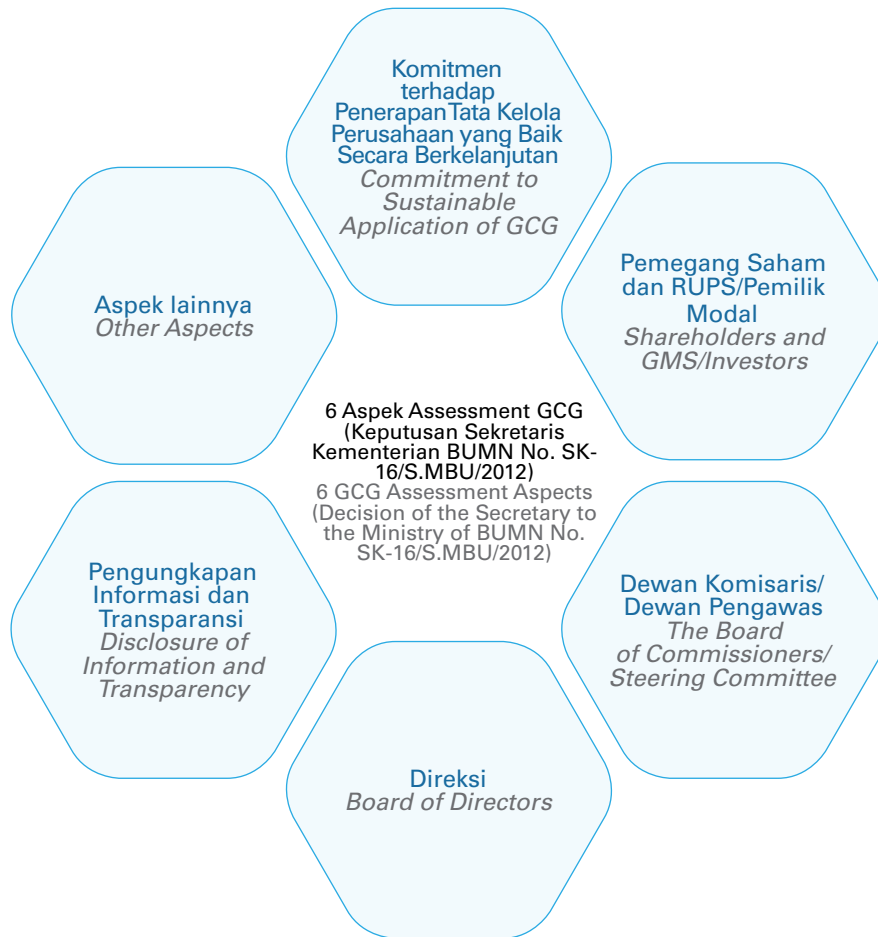 Komitmen
terhadap
Penerapan Tata Kelola
Perusahaan yang Baik
Secara Berkelanjutan
Commitment to
Sustainable
Application of GCG
Pemegang Saham
dan RUPS/Pemilik
Modal
Shareholders and
GMS/Investors
Dewan Komisaris/
Dewan Pengawas
The Board
of Commissioners/
Steering Committee
Direksi
Board of Directors
Pengungkapan
Informasi dan
Transparansi
Disclosure of
Information and
Transparency
Aspek lainnya
Other Aspects
6 Aspek Assessment GCG
(Keputusan Sekretaris
Kementerian BUMN No. SK-
16/S.MBU/2012)
6 GCG Assessment Aspects
(Decision of the Secretary to
the Ministry of BUMN No.
SK-16/S.MBU/2012)